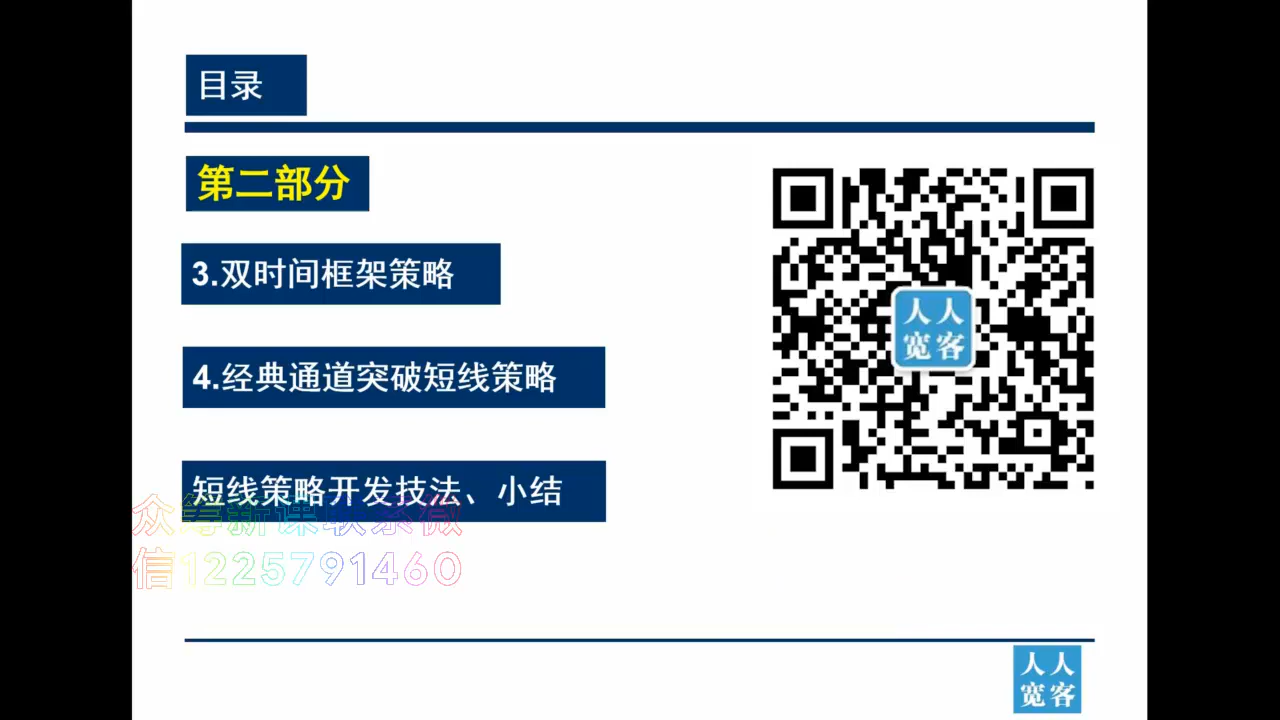 目录
第二部分
3.双时间框架策略
人人
宽客
4.经典通道突破短线策略
短线策略开发技法、小结
众筹新课联系微
信1225791460
人人
宽客